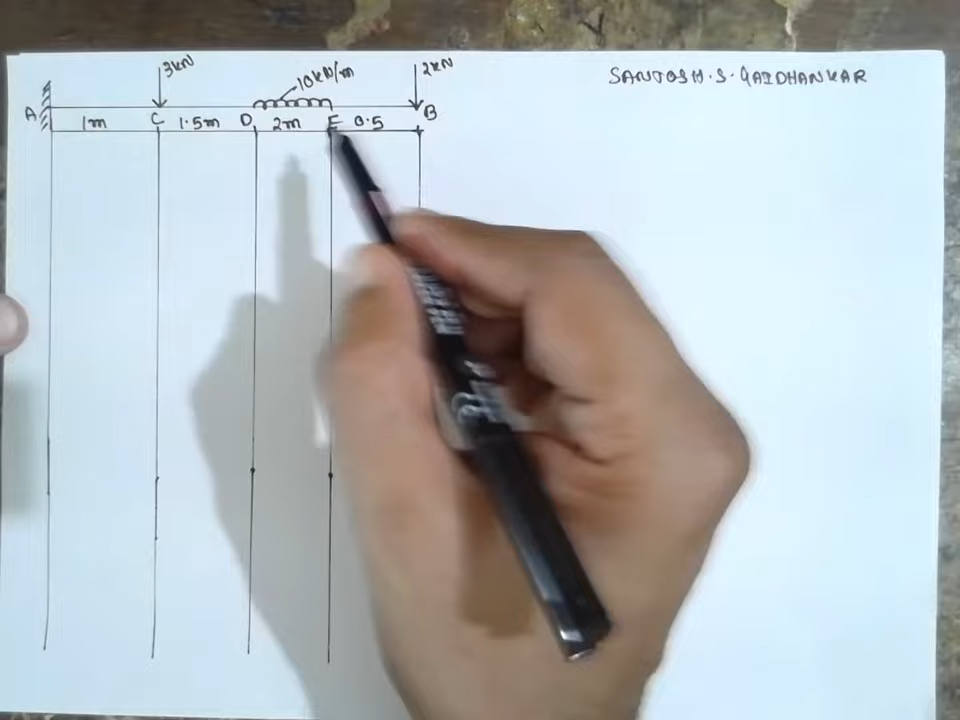 SANTOSH.S.GAIDHANKAR
3kN
10kN/m
2kN
A
B
1m C 1.5m D 2m E 0.5